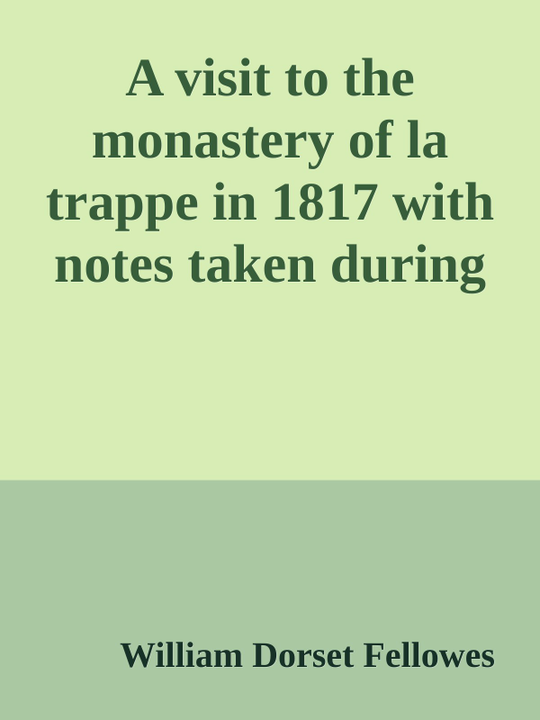 A visit to the
monastery of la
trappe in 1817 with
notes taken during
William Dorset Fellowes